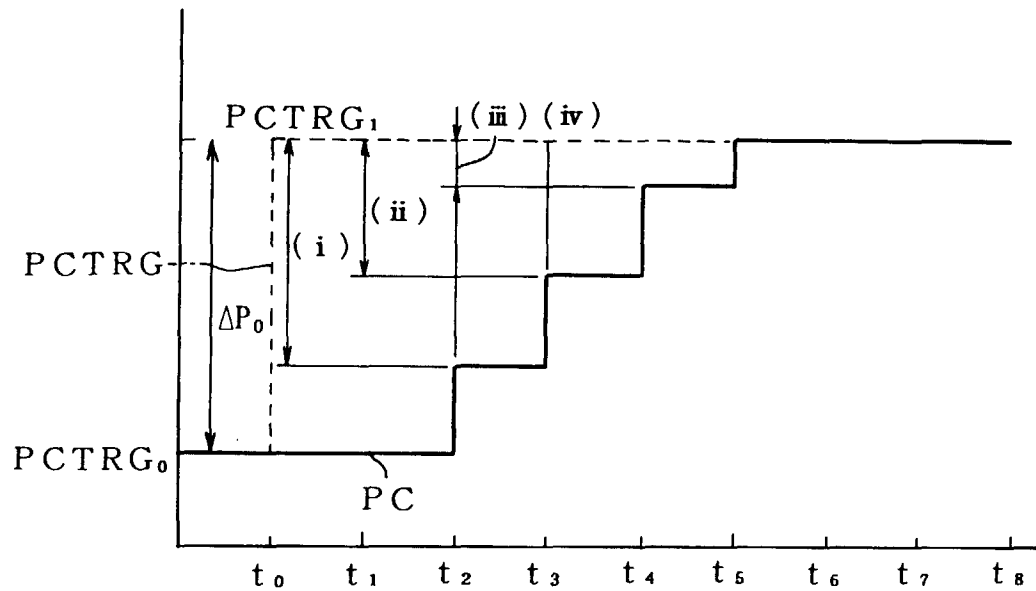 PCTRG₁
(iii) (iv)
(ii)
(i)
PCTRG
ΔP₀
PCTRG₀
PC
t₀ t₁ t₂ t₃ t₄ t₅ t₆ t₇ t₈